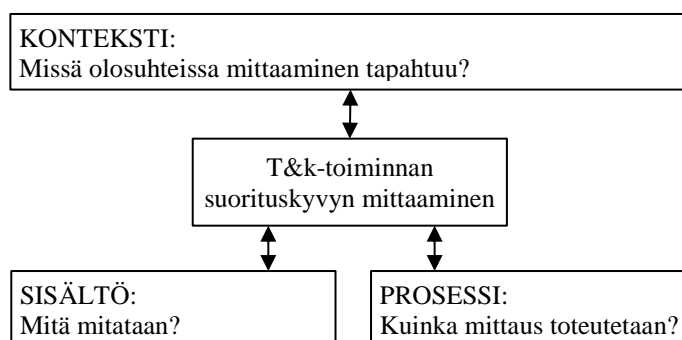 KONTEKSTI:
Missä olosuhteissa mittaaminen tapahtuu?
T&k-toiminnan
suorituskyvyn mittaaminen
SISÄLTÖ:
Mitä mitataan?
PROSESSI:
Kuinka mittaus toteutetaan?